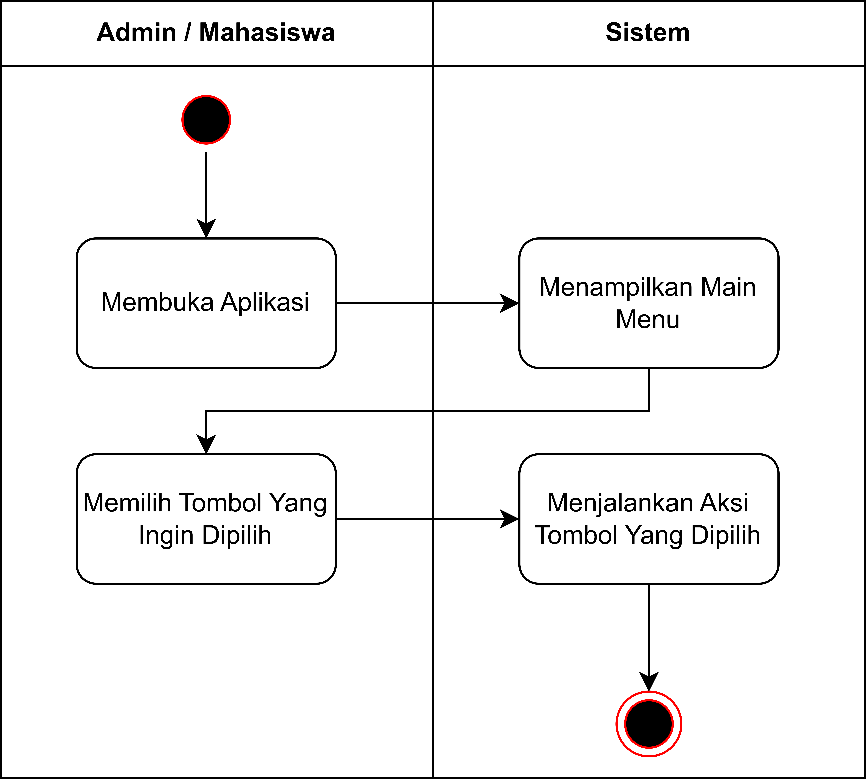 Admin / Mahasiswa
Sistem
Membuka Aplikasi
Menampilkan Main
Menu
Memilih Tombol Yang
Ingin Dipilih
Menjalankan Aksi
Tombol Yang Dipilih